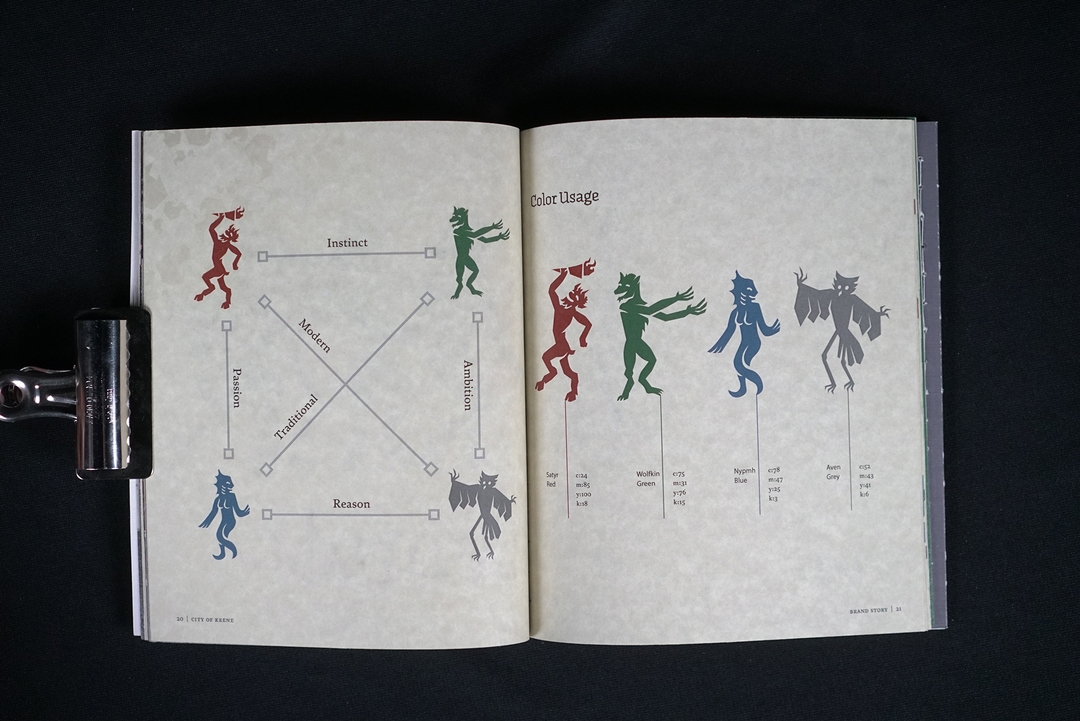 Instinct
Modern
Passion
Ambition
Traditional
Reason
20 | CITY OF KEENE
Color Usage
Satyr
Red
c:24
m:85
y:100
k:18
Wolfkin
Green
c:75
m:31
y:76
k:15
Nypmh
Blue
c:78
m:47
y:25
k:3
Aven
Grey
c:52
m:43
y:41
k:6
BRAND STORY | 21